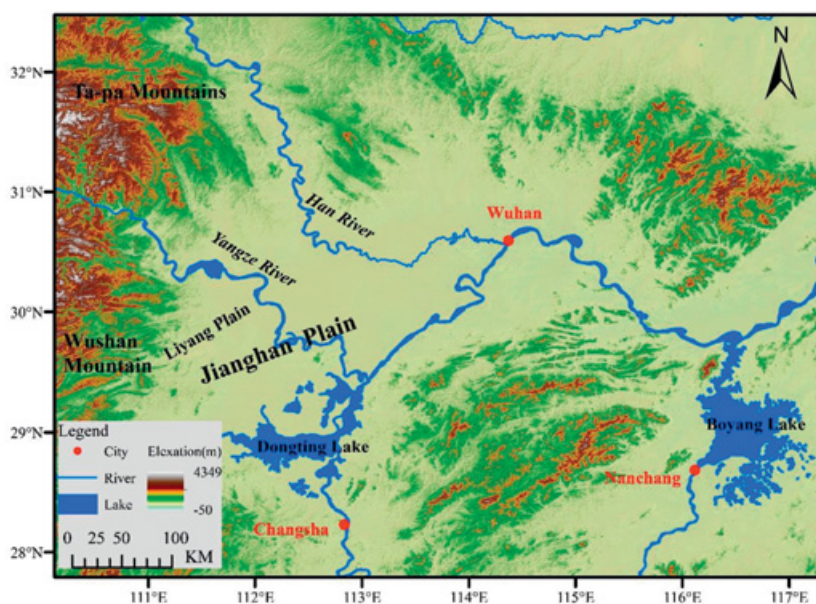 N
32°N
31°N
30°N
29°N
28°N
Ta-pa Mountains
Han River
Wuhan
Yangze River
Liyang Plain
Jianghan Plain
Wushan
Mountain
Dongting Lake
Boyang Lake
Nanchang
Changsha
Legend
City
River
Lake
Elexation(m)
4349
-50
0 25 50 100
KM
111°E
112°E
113°E
114°E
115°E
116°E
117°E